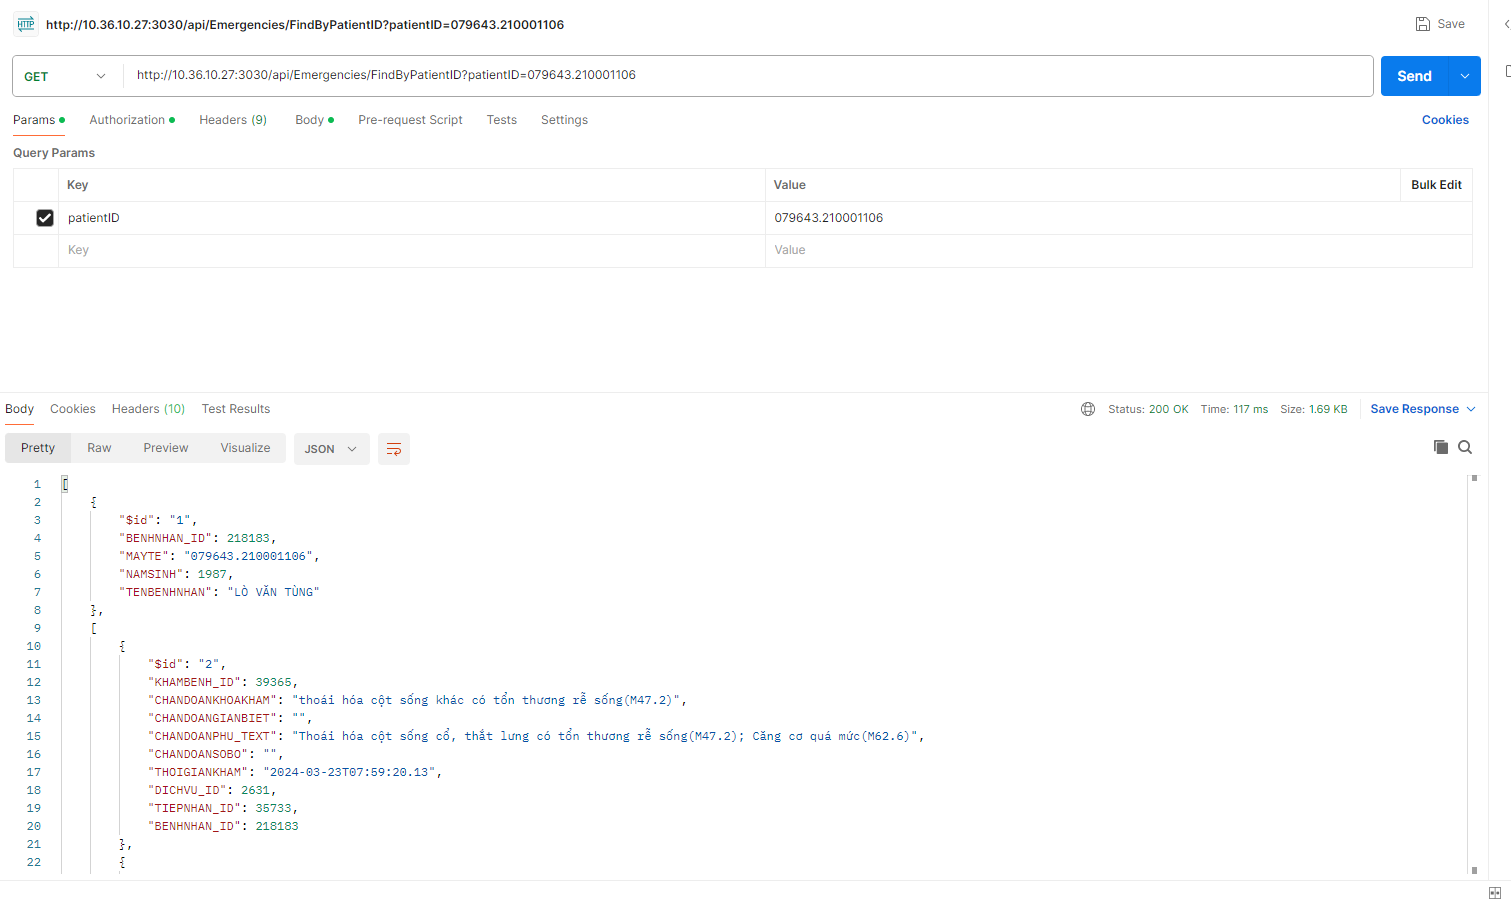 HTTP http://10.36.10.27:3030/api/Emergencies/FindByPatientID?patientID=079643.210001106 Save
GET http://10.36.10.27:3030/api/Emergencies/FindByPatientID?patientID=079643.210001106 Send
Params Authorization Headers (9) Body Pre-request Script Tests Settings Cookies
Query Params
Key Value Bulk Edit
patientID 079643.210001106
Key Value
Body Cookies Headers (10) Test Results Status: 200 OK Time: 117 ms Size: 1.69 KB Save Response
Pretty Raw Preview Visualize JSON
1 [
2 {
3 "$id": "1",
4 "BENHNHAN_ID": 218183,
5 "MAYTE": "079643.210001106",
6 "NAMSINH": 1987,
7 "TENBENHNHAN": "LÒ VĂN TÙNG"
8 },
9 [
10 {
11 "$id": "2",
12 "KHAMBENH_ID": 39365,
13 "CHANDOANKHOAKHAM": "thoái hóa cột sống khác có tổn thương rễ sống(M47.2)",
14 "CHANDOANGIANBIET": "",
15 "CHANDOANPHU_TEXT": "Thoái hóa cột sống cổ, thắt lưng có tổn thương rễ sống(M47.2); Căng cơ quá mức(M62.6)",
16 "CHANDOANSOBO": "",
17 "THOIGIANKHAM": "2024-03-23T07:59:20.13",
18 "DICHVU_ID": 2631,
19 "TIEPNHAN_ID": 35733,
20 "BENHNHAN_ID": 218183
21 },
22 {